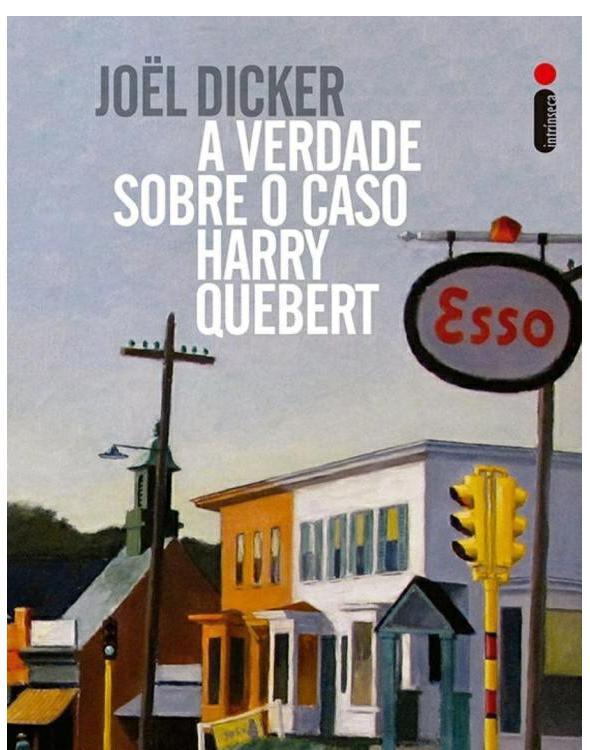 JOËL DICKER
A VERDADE
SOBRE O CASO
HARRY
QUEBERT
intrínseca
Esso